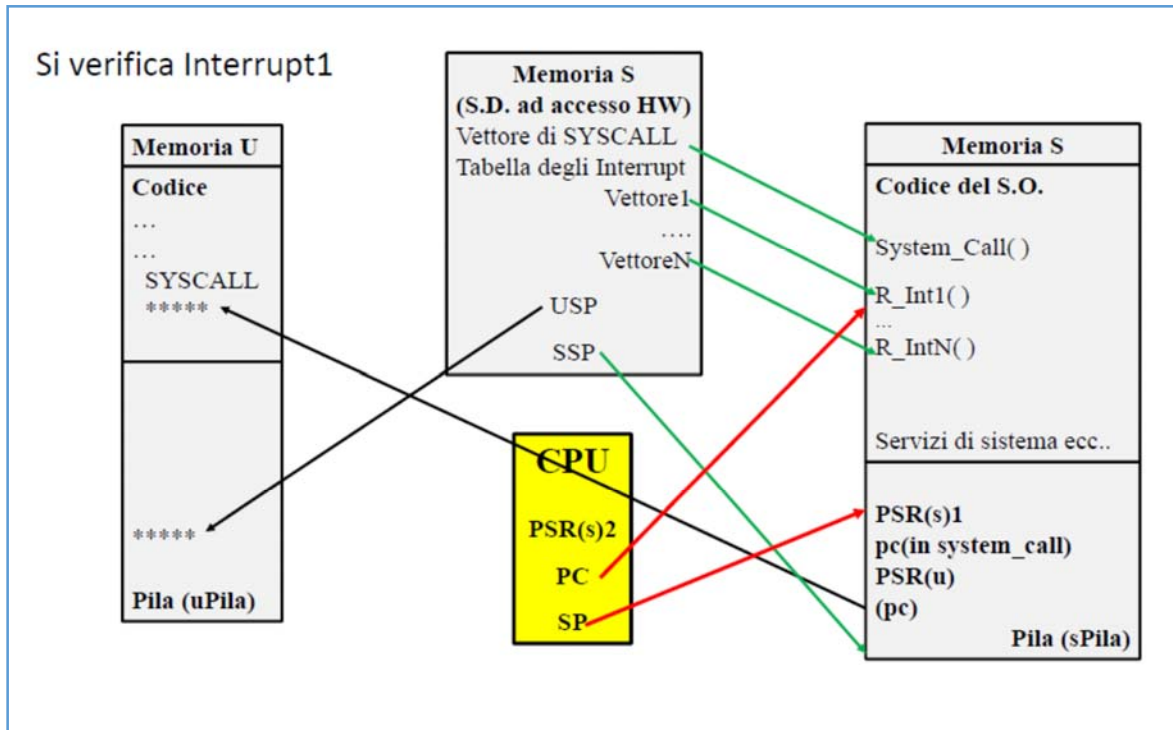 Si verifica Interrupt1
Memoria U
Codice
…
…
SYSCALL
*****
*****
Pila (uPila)
Memoria S
(S.D. ad accesso HW)
Vettore di SYSCALL
Tabella degli Interrupt
Vettore1
….
VettoreN
USP
SSP
CPU
PSR(s)2
PC
SP
Memoria S
Codice del S.O.
System_Call( )
R_Int1( )
...
R_IntN( )
Servizi di sistema ecc..
PSR(s)1
pc(in system_call)
PSR(u)
(pc)
Pila (sPila)